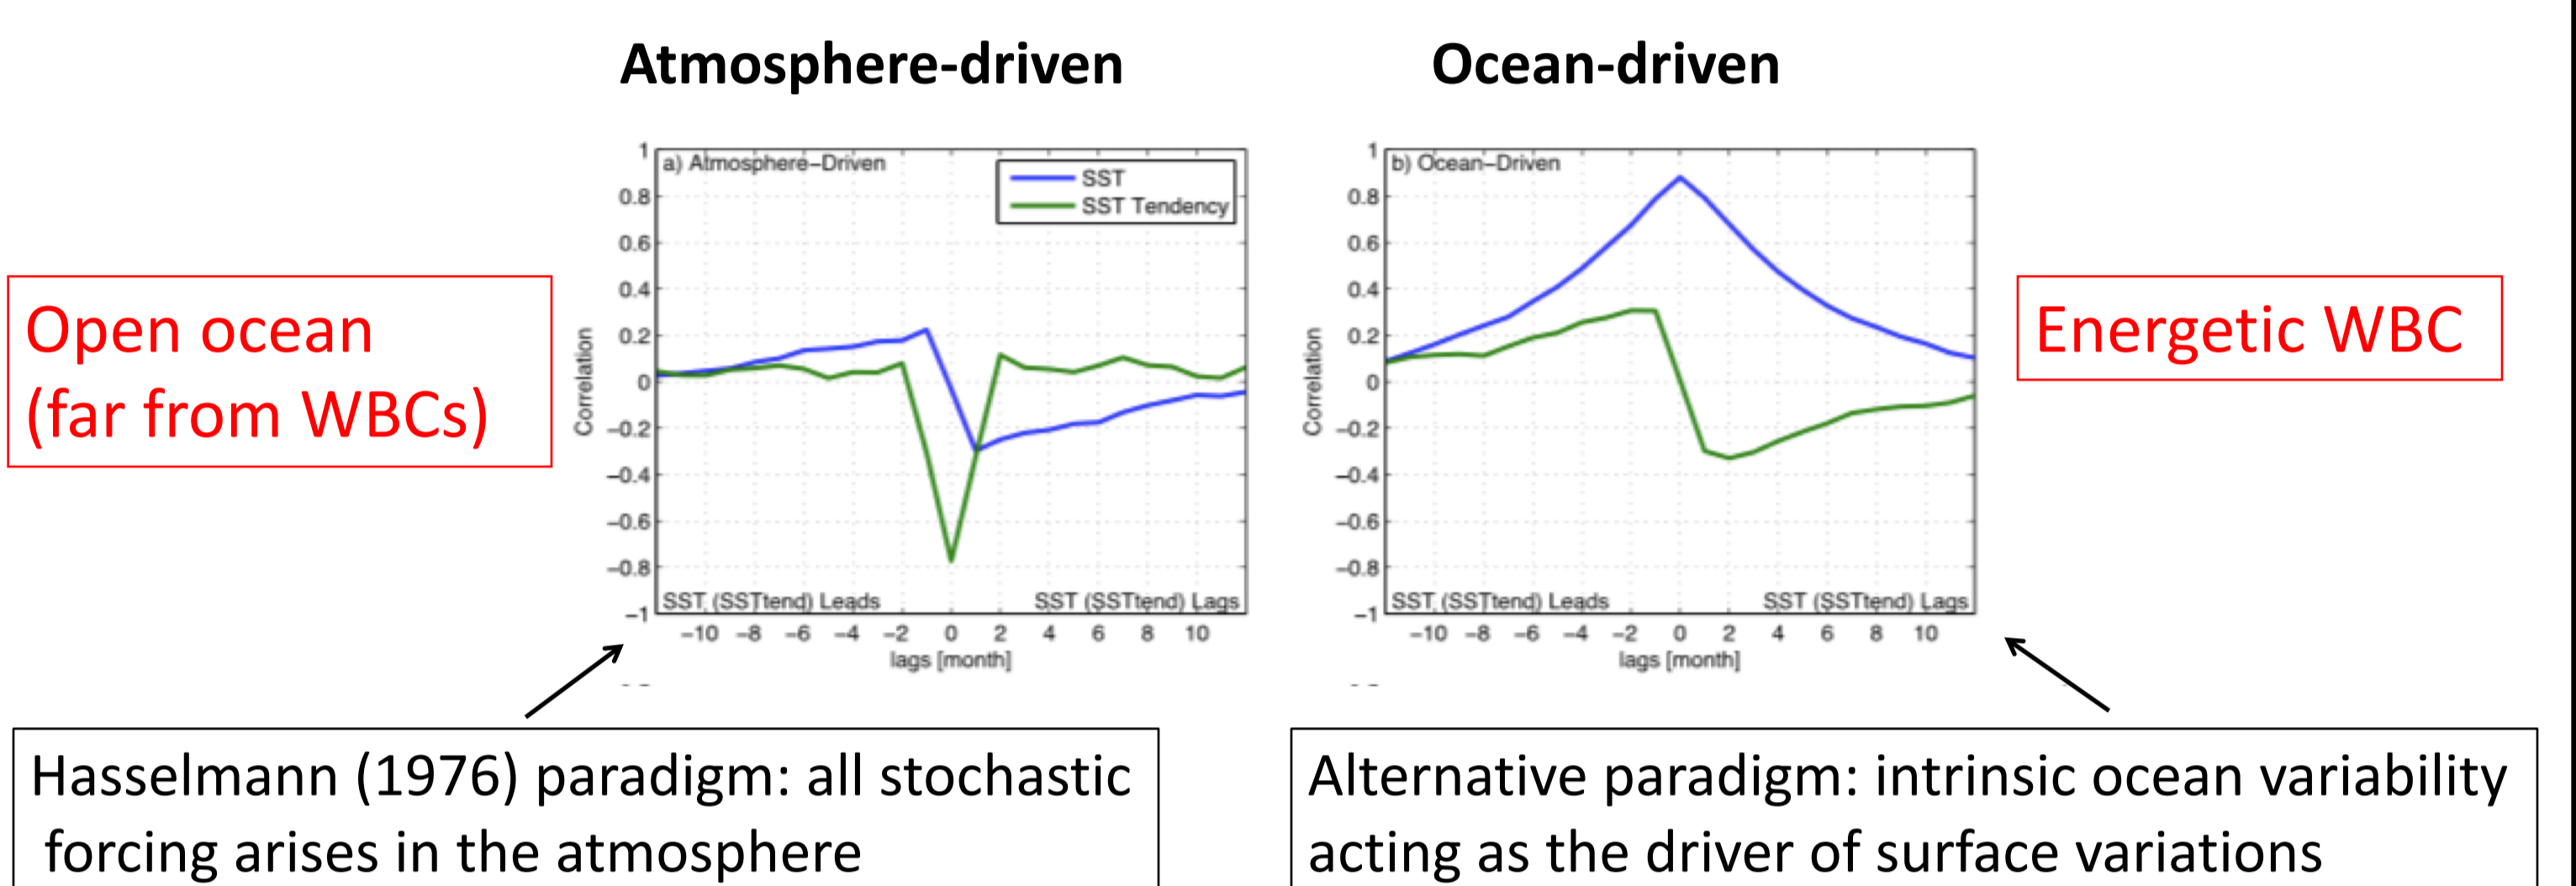 Atmosphere-driven
Ocean-driven
Open ocean
(far from WBCs)
Energetic WBC
a) Atmosphere-Driven
SST
SST Tendency
Correlation
1
0.8
0.6
0.4
0.2
0
-0.2
-0.4
-0.6
-0.8
-1
SST (SSTtend) Leads
SST (SSTtend) Lags
-10 -8 -6 -4 -2 0 2 4 6 8 10
lags [month]
b) Ocean-Driven
Correlation
1
0.8
0.6
0.4
0.2
0
-0.2
-0.4
-0.6
-0.8
-1
SST (SSTtend) Leads
SST (SSTtend) Lags
-10 -8 -6 -4 -2 0 2 4 6 8 10
lags [month]
Hasselmann (1976) paradigm: all stochastic
forcing arises in the atmosphere
Alternative paradigm: intrinsic ocean variability
acting as the driver of surface variations